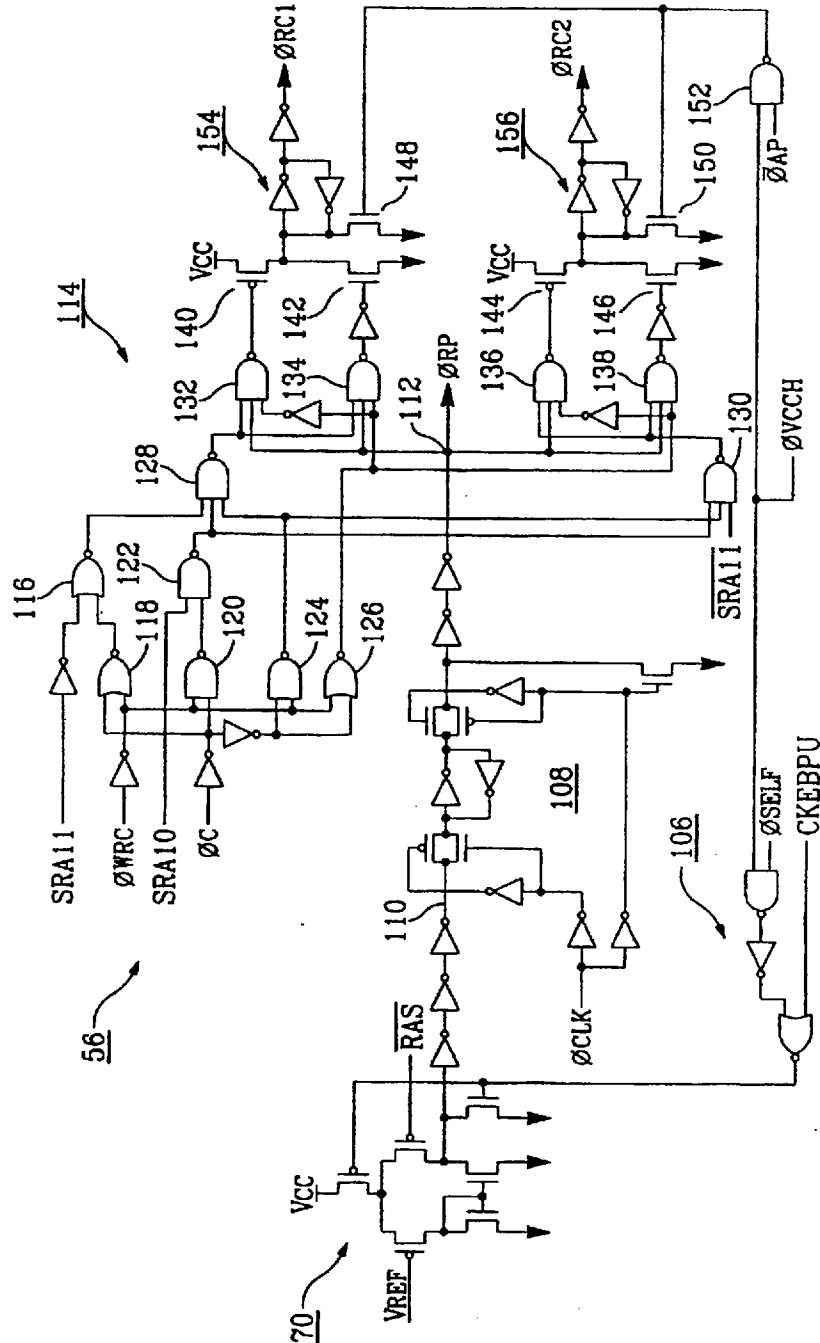 56
114
SRA11
ØWRC
SRA10
ØC
116
118
122
120
124
126
128
132
134
136
138
130
SRA11
140
142
144
146
VCC
VCC
154
148
156
150
152
ØRC1
ØRC2
ØRP
112
ØAP
ØVCCH
70
VCC
VREF
RAS
110
108
ØCLK
106
ØSELF
CKEBPU